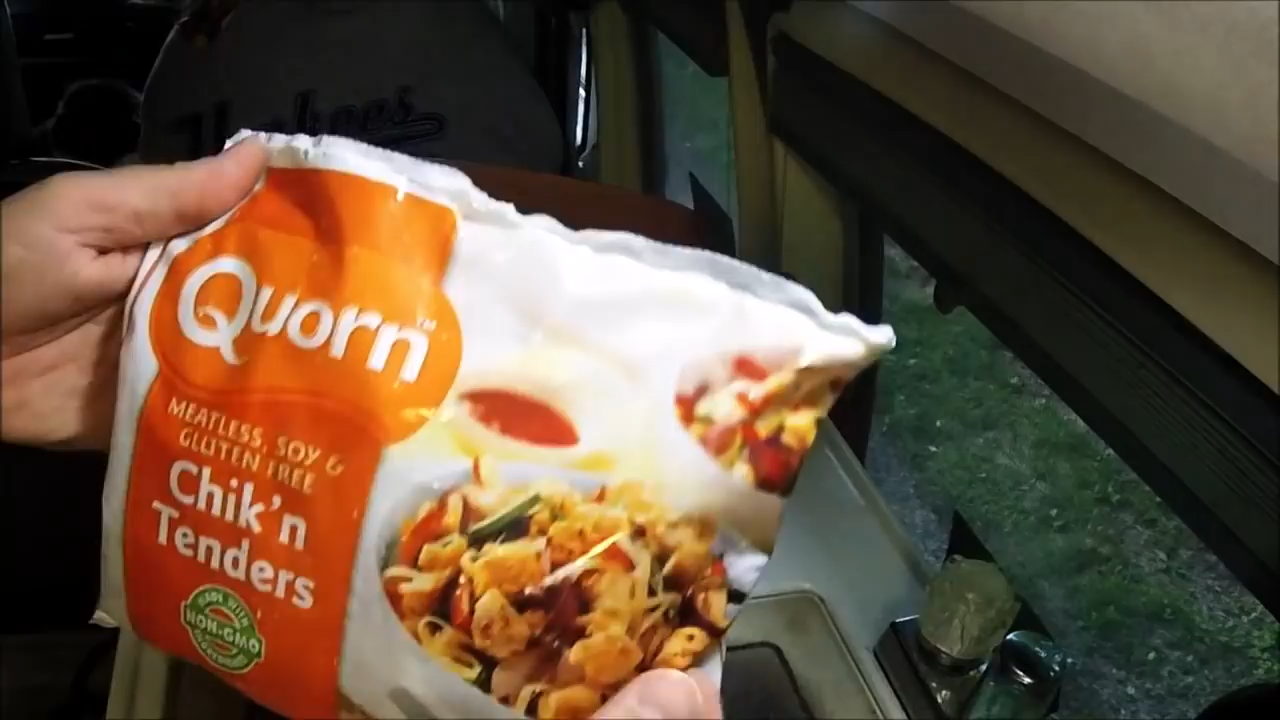 Quorn™
MEATLESS, SOY &
GLUTEN FREE
Chik'n
Tenders
MADE WITH
NON-GMO